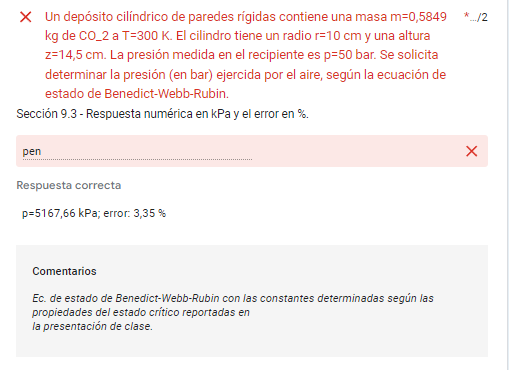 Un depósito cilíndrico de paredes rígidas contiene una masa m=0,5849 *…/2
kg de CO_2 a T=300 K. El cilindro tiene un radio r=10 cm y una altura
z=14,5 cm. La presión medida en el recipiente es p=50 bar. Se solicita
determinar la presión (en bar) ejercida por el aire, según la ecuación de
estado de Benedict-Webb-Rubin.
Sección 9.3 - Respuesta numérica en kPa y el error en %.
pen
Respuesta correcta
p=5167,66 kPa; error: 3,35 %
Comentarios
Ec. de estado de Benedict-Webb-Rubin con las constantes determinadas según las
propiedades del estado crítico reportadas en
la presentación de clase.